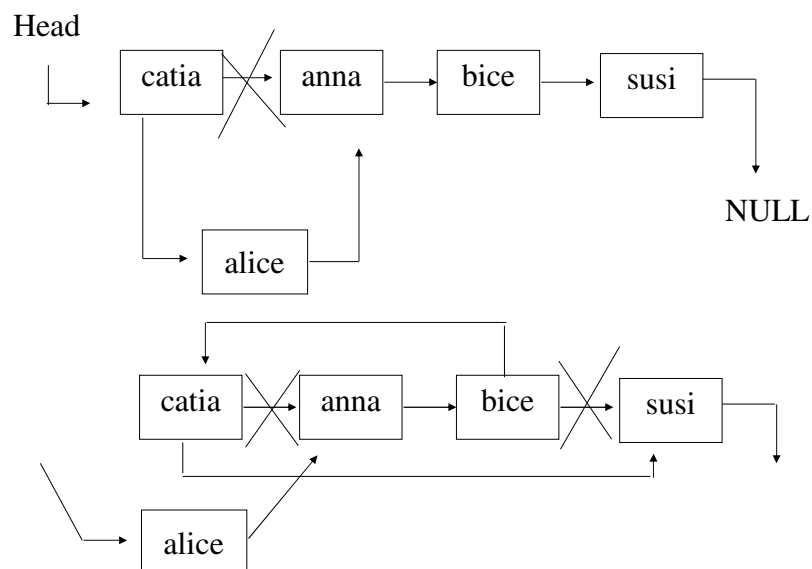 Head
catia anna bice susi
NULL
alice
catia anna bice susi
alice